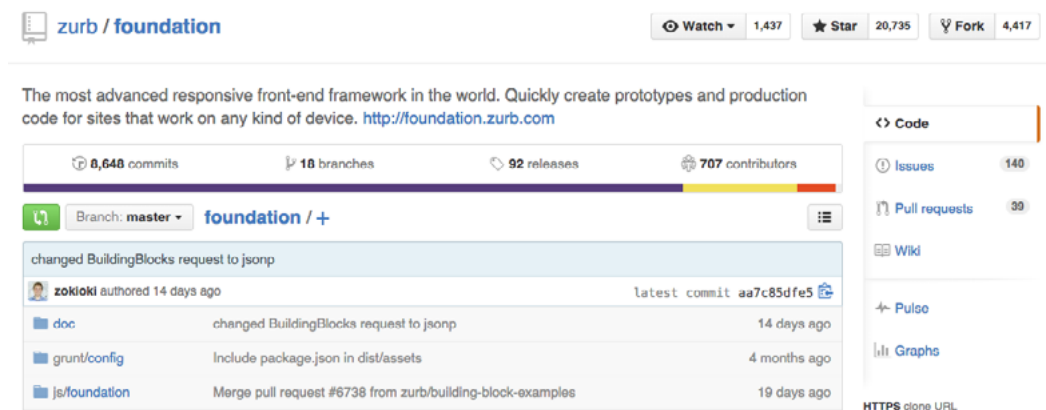 zurb / foundation
Watch 1,437 Star 20,735 Fork 4,417
The most advanced responsive front-end framework in the world. Quickly create prototypes and production
code for sites that work on any kind of device. http://foundation.zurb.com
8,648 commits 18 branches 92 releases 707 contributors
Branch: master foundation / +
changed BuildingBlocks request to jsonp
zokioki authored 14 days ago latest commit aa7c85dfe5
doc changed BuildingBlocks request to jsonp 14 days ago
grunt/config Include package.json in dist/assets 4 months ago
js/foundation Merge pull request #6738 from zurb/building-block-examples 19 days ago
<> Code
Issues 140
Pull requests 39
Wiki
Pulse
Graphs
HTTPS clone URL